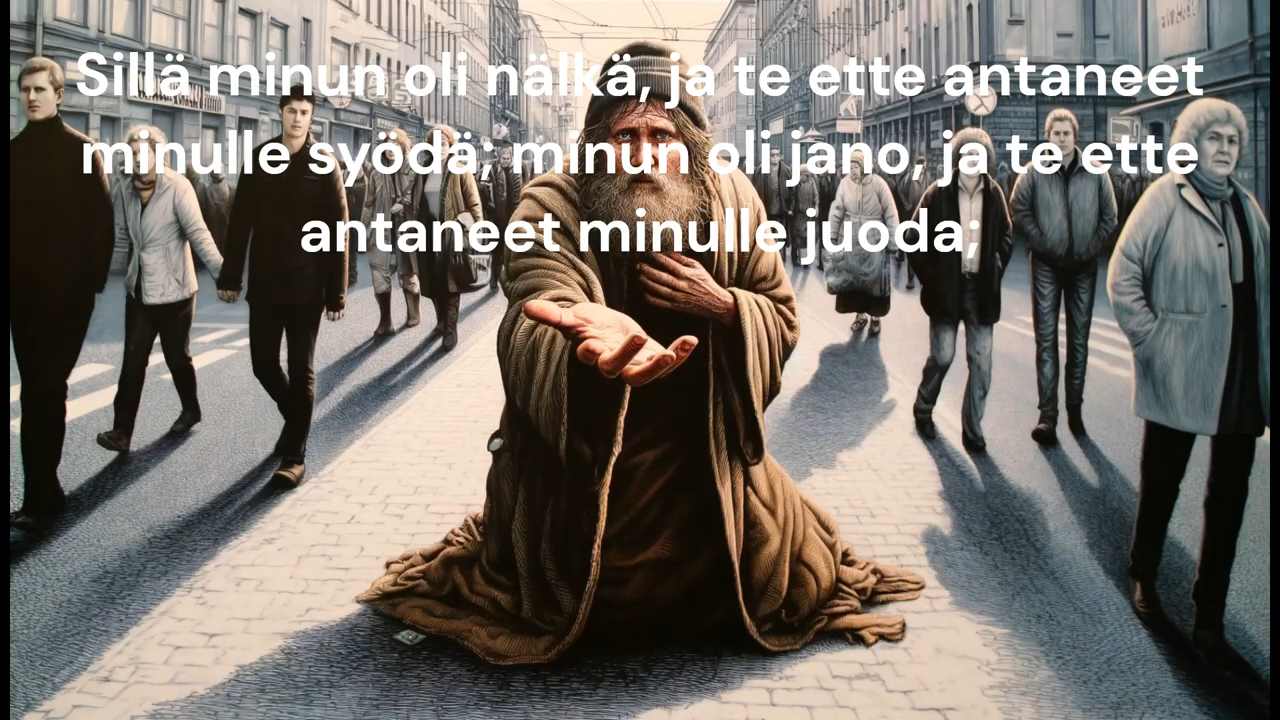 Sillä minun oli nälkä, ja te ette antaneet
minulle syödä; minun oli jano, ja te ette
antaneet minulle juoda;